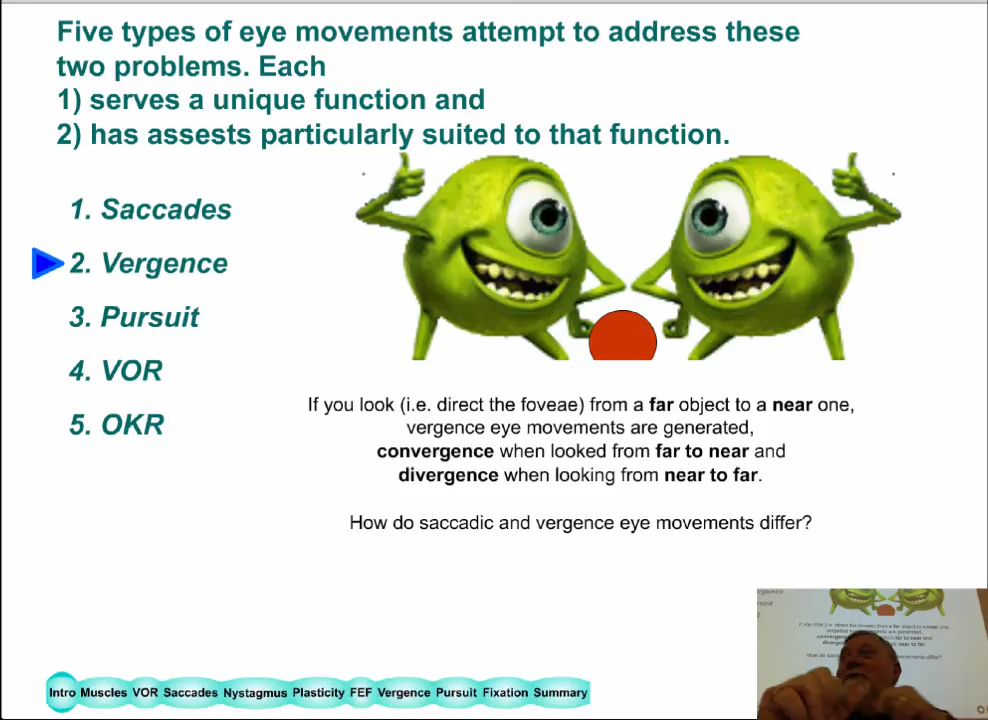 Five types of eye movements attempt to address these
two problems. Each
1) serves a unique function and
2) has assests particularly suited to that function.
1. Saccades
2. Vergence
3. Pursuit
4. VOR
5. OKR
If you look (i.e. direct the foveae) from a far object to a near one,
vergence eye movements are generated,
convergence when looked from far to near and
divergence when looking from near to far.
How do saccadic and vergence eye movements differ?
Intro Muscles VOR Saccades Nystagmus Plasticity FEF Vergence Pursuit Fixation Summary